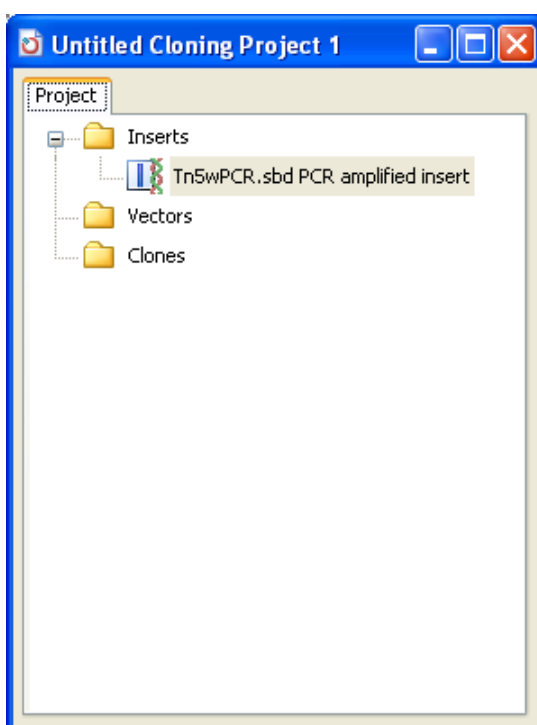 Untitled Cloning Project 1
Project
Inserts
Tn5wPCR.sbd PCR amplified insert
Vectors
Clones